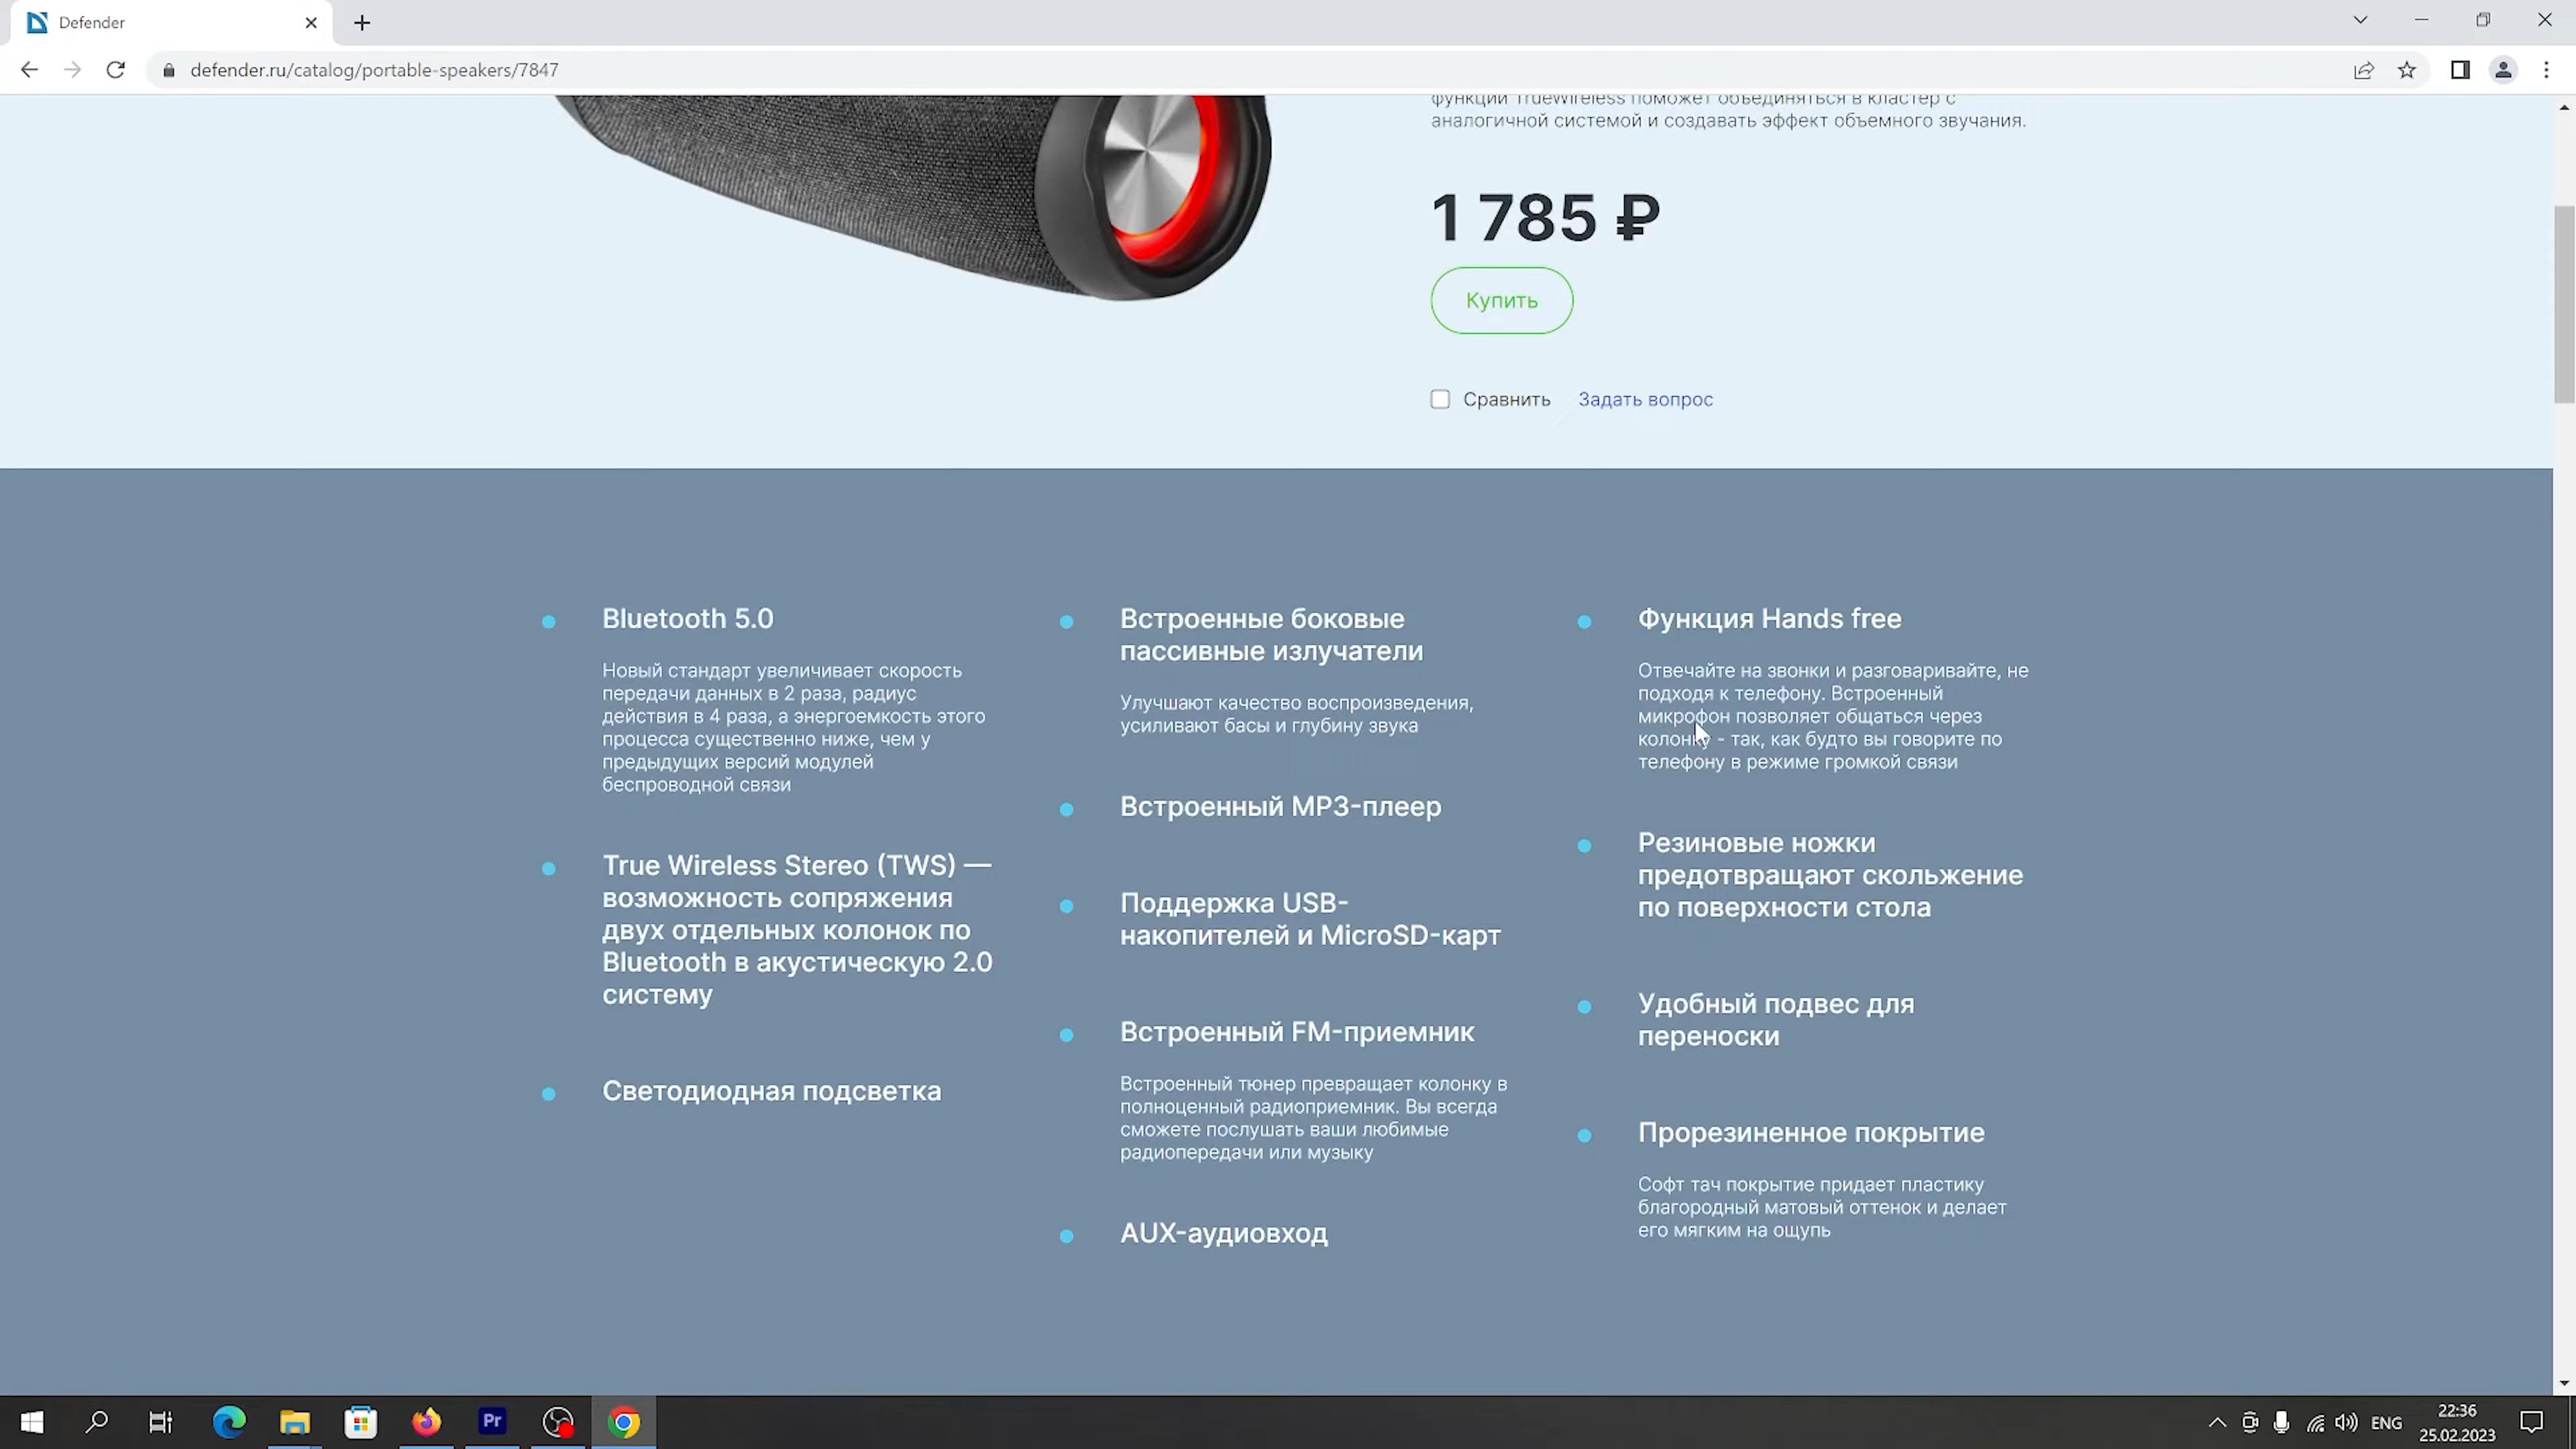 Defender
defender.ru/catalog/portable-speakers/7847
функции TrueWireless поможет объединяться в кластер с
аналогичной системой и создавать эффект объемного звучания.
1 785 ₽
Купить
Сравнить
Задать вопрос
Bluetooth 5.0
Новый стандарт увеличивает скорость
передачи данных в 2 раза, радиус
действия в 4 раза, а энергоемкость этого
процесса существенно ниже, чем у
предыдущих версий модулей
беспроводной связи
True Wireless Stereo (TWS) —
возможность сопряжения
двух отдельных колонок по
Bluetooth в акустическую 2.0
систему
Светодиодная подсветка
Встроенные боковые
пассивные излучатели
Улучшают качество воспроизведения,
усиливают басы и глубину звука
Встроенный MP3-плеер
Поддержка USB-
накопителей и MicroSD-карт
Встроенный FM-приемник
Встроенный тюнер превращает колонку в
полноценный радиоприемник. Вы всегда
сможете послушать ваши любимые
радиопередачи или музыку
AUX-аудиовход
Функция Hands free
Отвечайте на звонки и разговаривайте, не
подходя к телефону. Встроенный
микрофон позволяет общаться через
колонку - так, как будто вы говорите по
телефону в режиме громкой связи
Резиновые ножки
предотвращают скольжение
по поверхности стола
Удобный подвес для
переноски
Прорезиненное покрытие
Софт тач покрытие придает пластику
благородный матовый оттенок и делает
его мягким на ощупь
Pr
ENG
22:36
25.02.2023